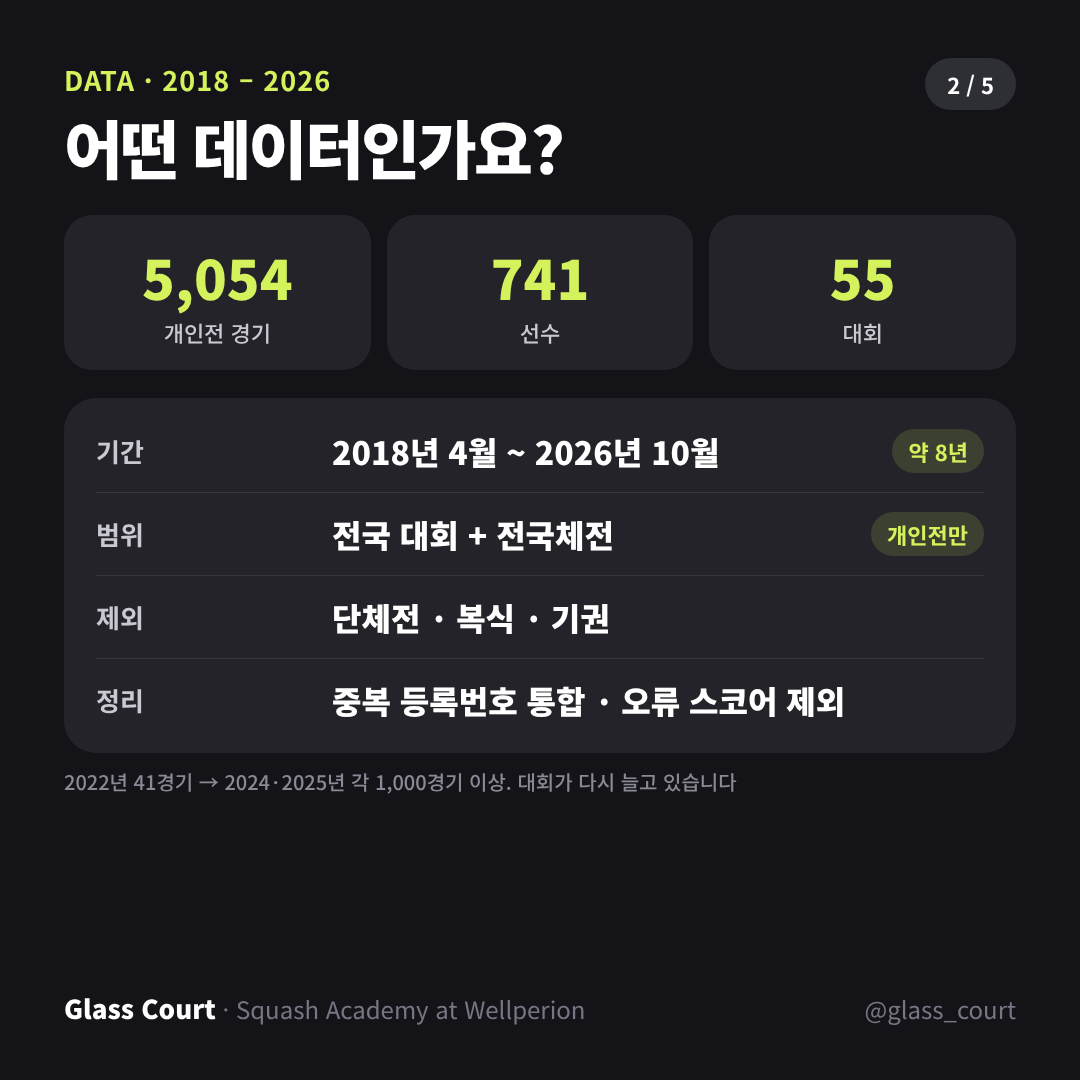 DATA · 2018 – 2026
2 / 5
어떤 데이터인가요?
5,054
개인전 경기
741
선수
55
대회
기간 2018년 4월 ~ 2026년 10월 약 8년
범위 전국 대회 + 전국체전 개인전만
제외 단체전 · 복식 · 기권
정리 중복 등록번호 통합 · 오류 스코어 제외
2022년 41경기 → 2024·2025년 각 1,000경기 이상. 대회가 다시 늘고 있습니다
Glass Court · Squash Academy at Wellperion
@glass_court